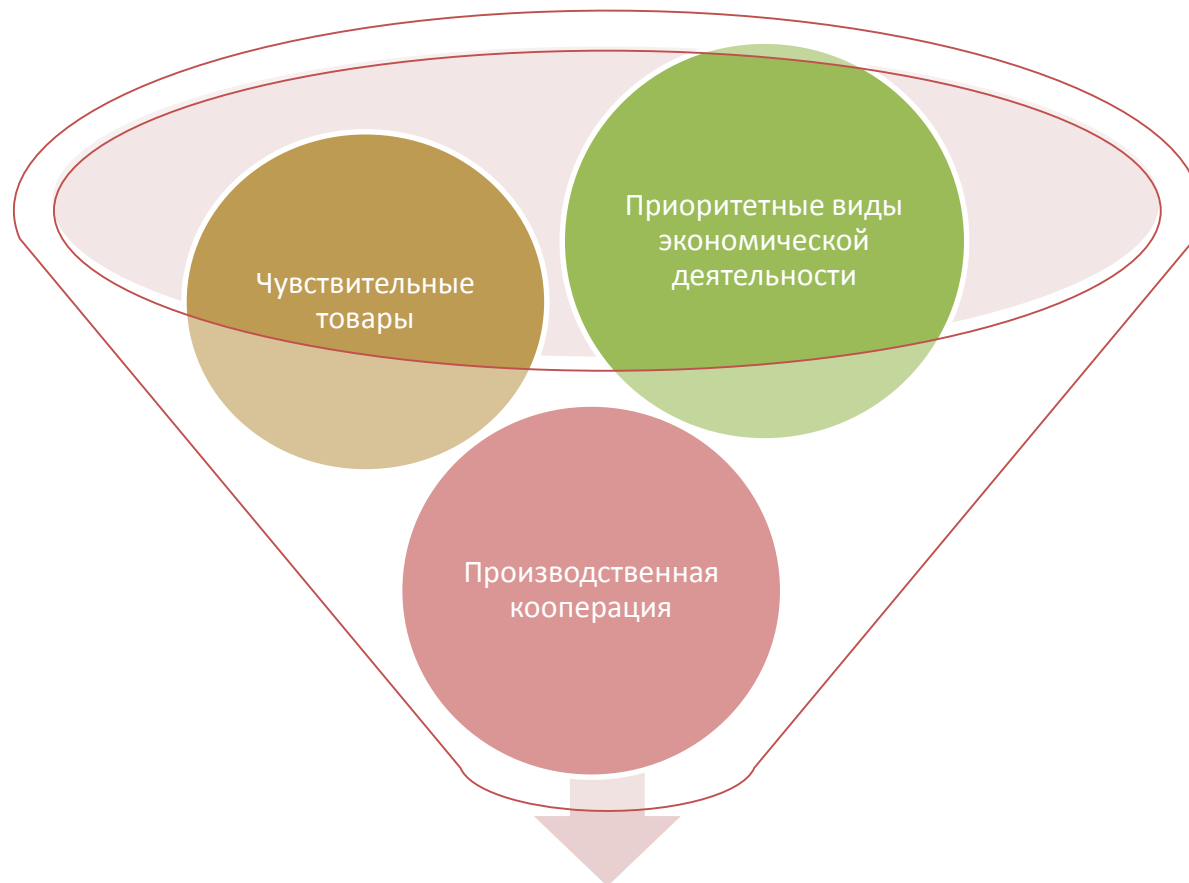 Приоритетные виды
экономической
деятельности
Чувствительные
товары
Производственная
кооперация